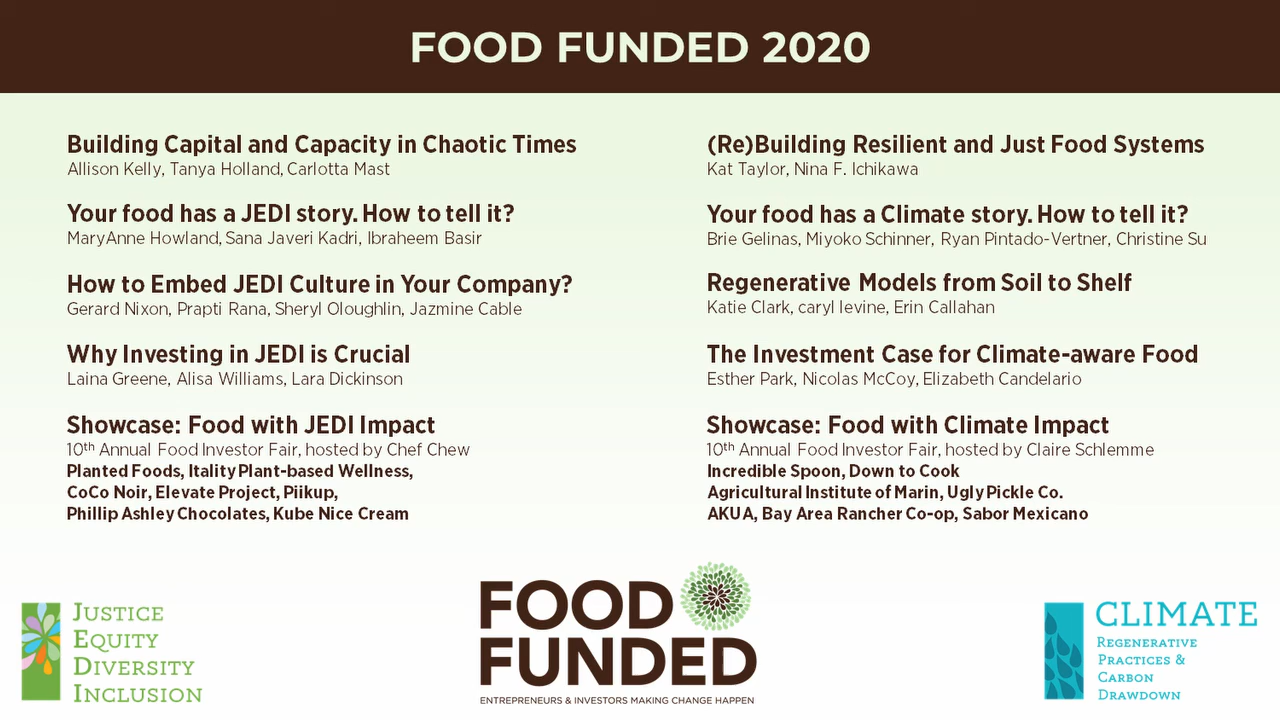 FOOD FUNDED 2020
Building Capital and Capacity in Chaotic Times
Allison Kelly, Tanya Holland, Carlotta Mast
Your food has a JEDI story. How to tell it?
MaryAnne Howland, Sana Javeri Kadri, Ibraheem Basir
How to Embed JEDI Culture in Your Company?
Gerard Nixon, Prapti Rana, Sheryl Oloughlin, Jazmine Cable
Why Investing in JEDI is Crucial
Laina Greene, Alisa Williams, Lara Dickinson
Showcase: Food with JEDI Impact
10th Annual Food Investor Fair, hosted by Chef Chew
Planted Foods, Itality Plant-based Wellness,
CoCo Noir, Elevate Project, Piikup,
Phillip Ashley Chocolates, Kube Nice Cream
(Re)Building Resilient and Just Food Systems
Kat Taylor, Nina F. Ichikawa
Your food has a Climate story. How to tell it?
Brie Gelinas, Miyoko Schinner, Ryan Pintado-Vertner, Christine Su
Regenerative Models from Soil to Shelf
Katie Clark, caryl levine, Erin Callahan
The Investment Case for Climate-aware Food
Esther Park, Nicolas McCoy, Elizabeth Candelario
Showcase: Food with Climate Impact
10th Annual Food Investor Fair, hosted by Claire Schlemme
Incredible Spoon, Down to Cook
Agricultural Institute of Marin, Ugly Pickle Co.
AKUA, Bay Area Rancher Co-op, Sabor Mexicano
JUSTICE
EQUITY
DIVERSITY
INCLUSION
FOOD
FUNDED
ENTREPRENEURS & INVESTORS MAKING CHANGE HAPPEN
CLIMATE
REGENERATIVE
PRACTICES &
CARBON
DRAWDOWN